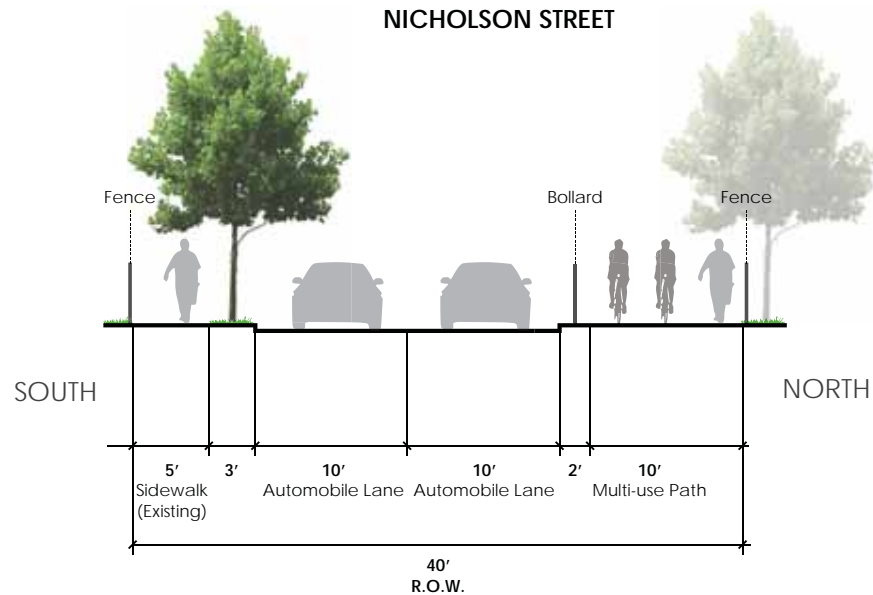 NICHOLSON STREET
Fence
Bollard
Fence
SOUTH
NORTH
5'
3'
10'
10'
2'
10'
Sidewalk
(Existing)
Automobile Lane
Automobile Lane
Multi-use Path
40'
R.O.W.